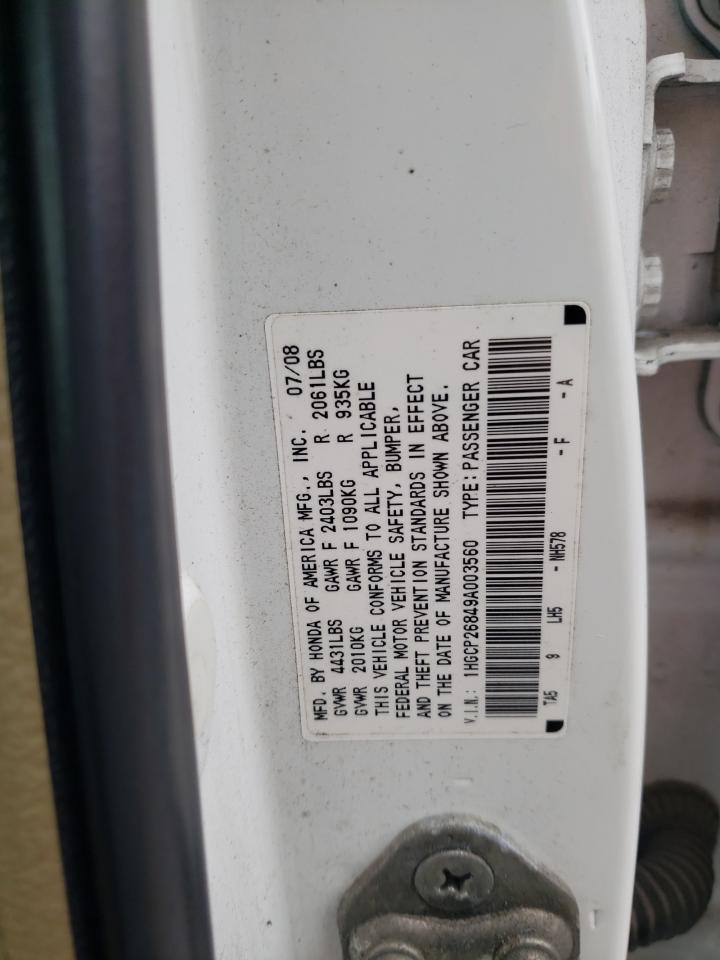 MFD. BY HONDA OF AMERICA MFG., INC. 07/08
GVWR 4431LBS GAWR F 2403LBS R 2061LBS
GVWR 2010KG GAWR F 1090KG R 935KG
THIS VEHICLE CONFORMS TO ALL APPLICABLE
FEDERAL MOTOR VEHICLE SAFETY, BUMPER,
AND THEFT PREVENTION STANDARDS IN EFFECT
ON THE DATE OF MANUFACTURE SHOWN ABOVE.
V.I.N.: 1HGCP26849A003560 TYPE: PASSENGER CAR
TA5 9 LH5 - NH578 - F - A